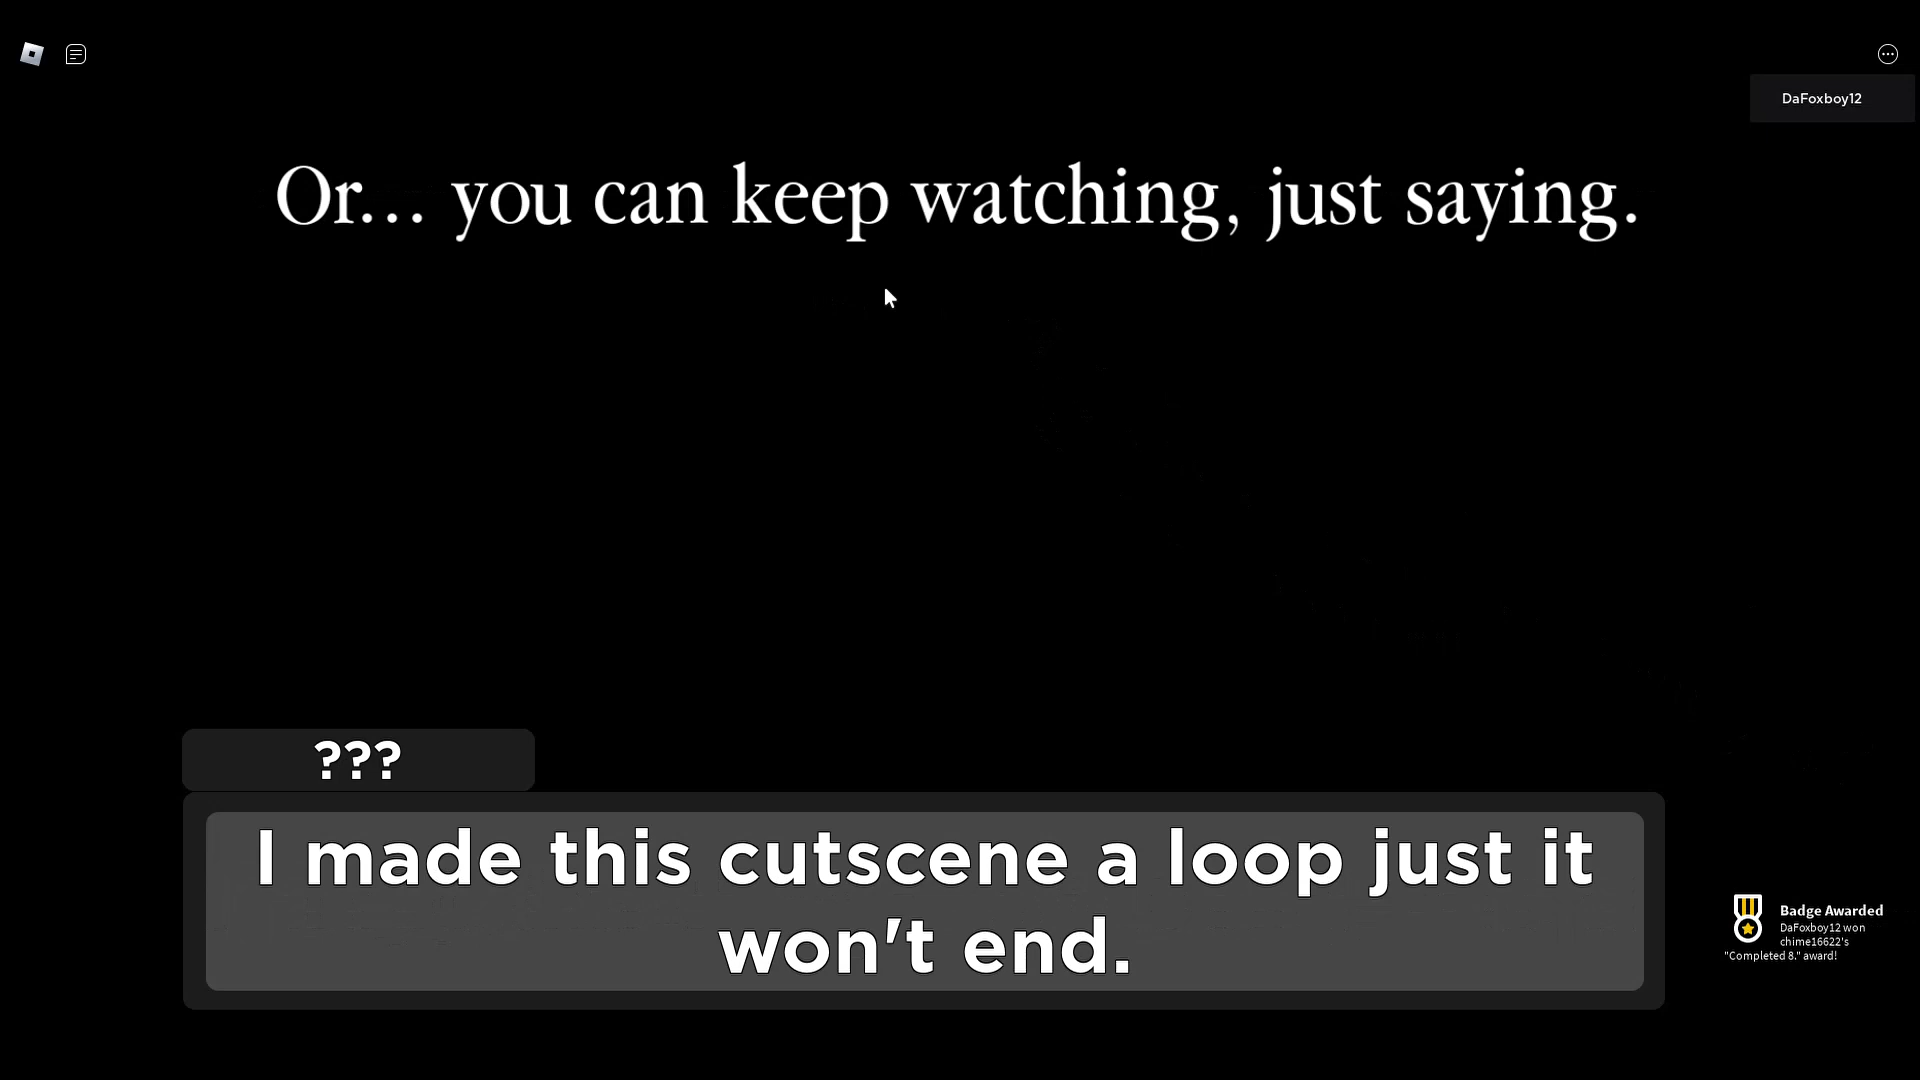 DaFoxboy12
Or... you can keep watching, just saying.
???
I made this cutscene a loop just it
won't end.
Badge Awarded
DaFoxboy12 won
chime16622's
"Completed 8." award!